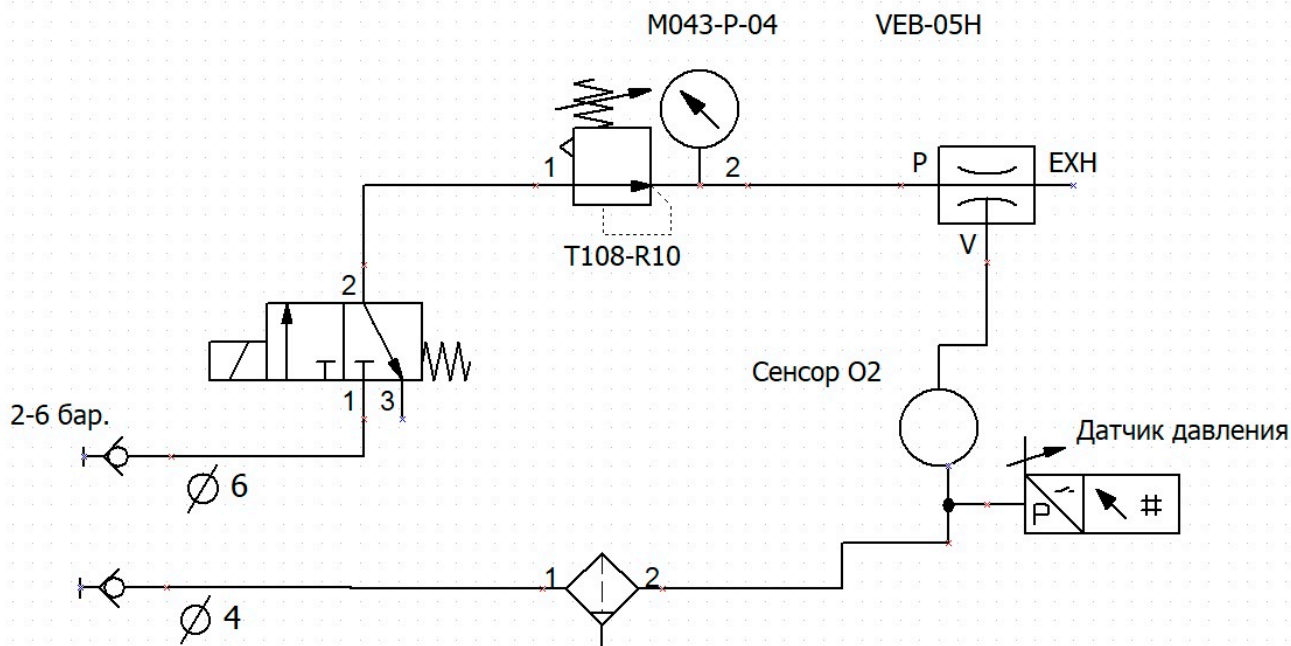 M043-P-04
VEB-05H
1
2
P
EXH
V
T108-R10
2
1
3
Сенсор O2
2-6 бар.
Ø 6
Датчик давления
P
#
1
2
Ø 4